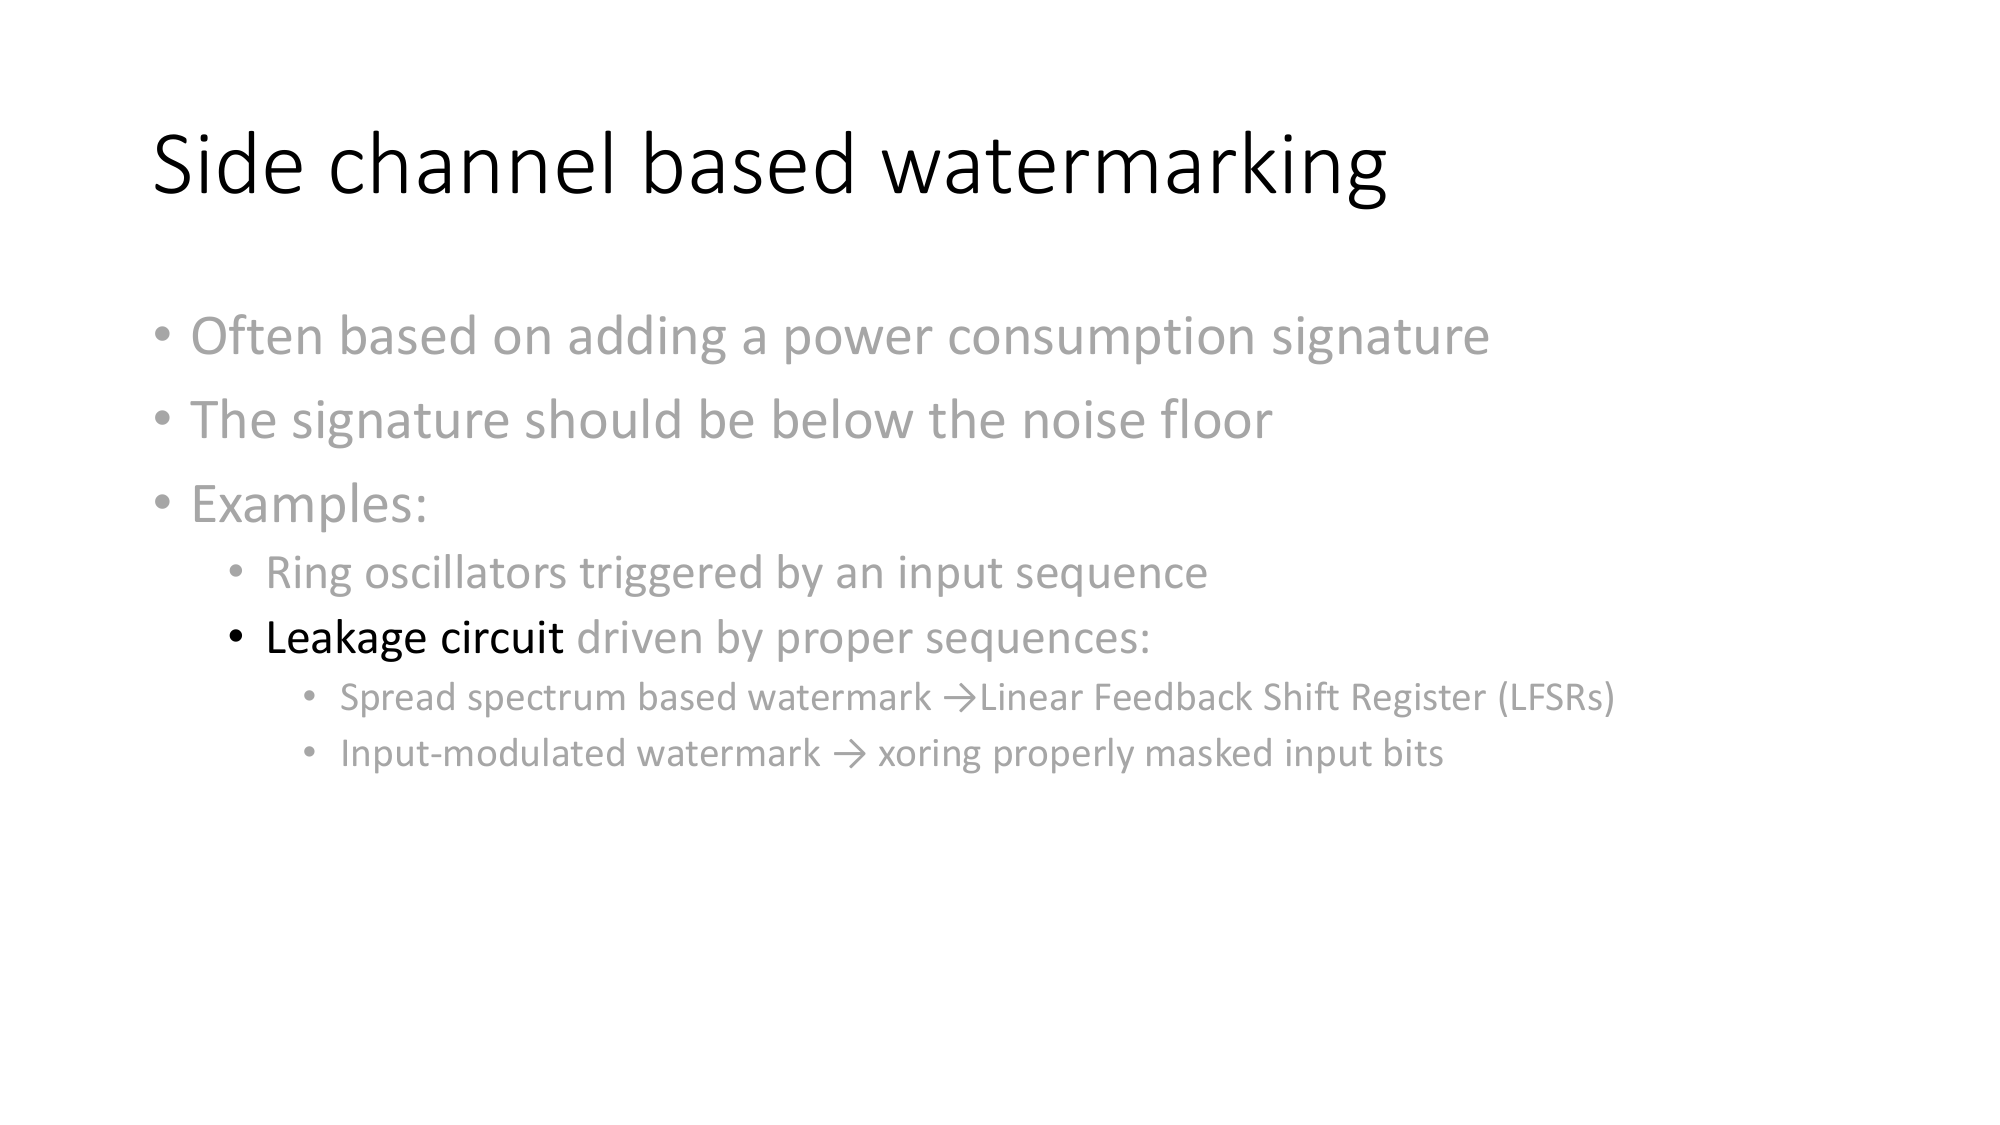 Side channel based watermarking
• Often based on adding a power consumption signature
• The signature should be below the noise floor
• Examples:
• Ring oscillators triggered by an input sequence
• Leakage circuit driven by proper sequences:
• Spread spectrum based watermark →Linear Feedback Shift Register (LFSRs)
• Input-modulated watermark → xoring properly masked input bits